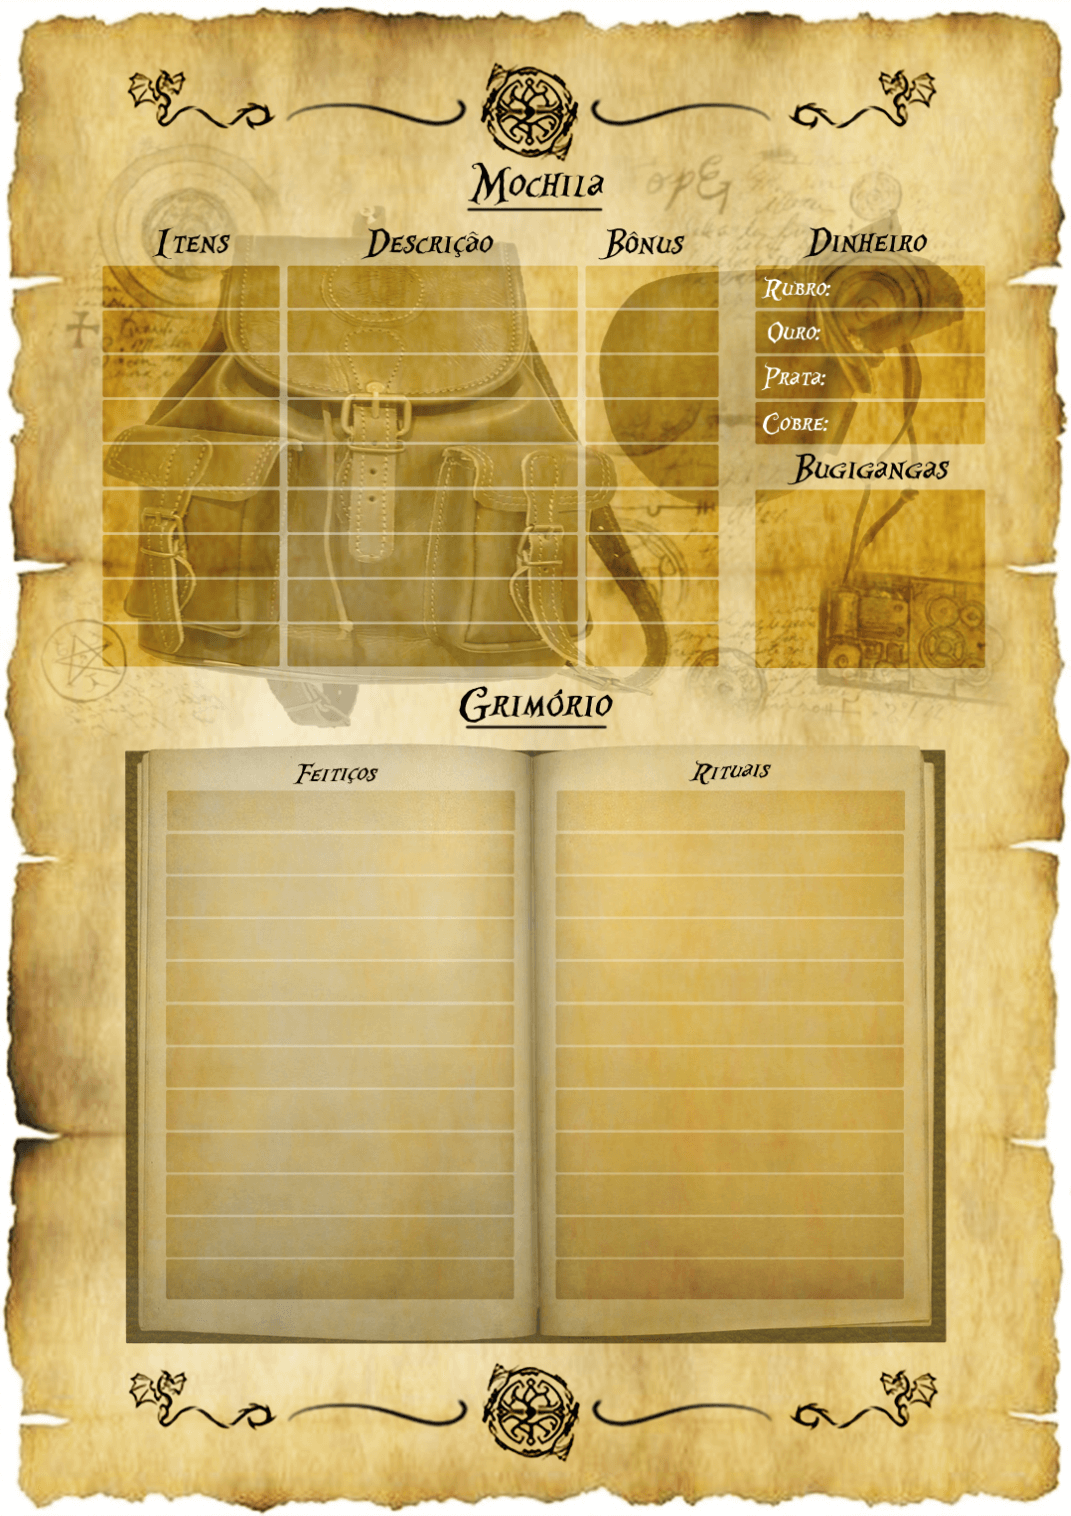 Mochila
Itens Descrição Bônus Dinheiro
Rubro:
Ouro:
Prata:
Cobre:
Bugigangas
Grimório
Feitiços Rituais